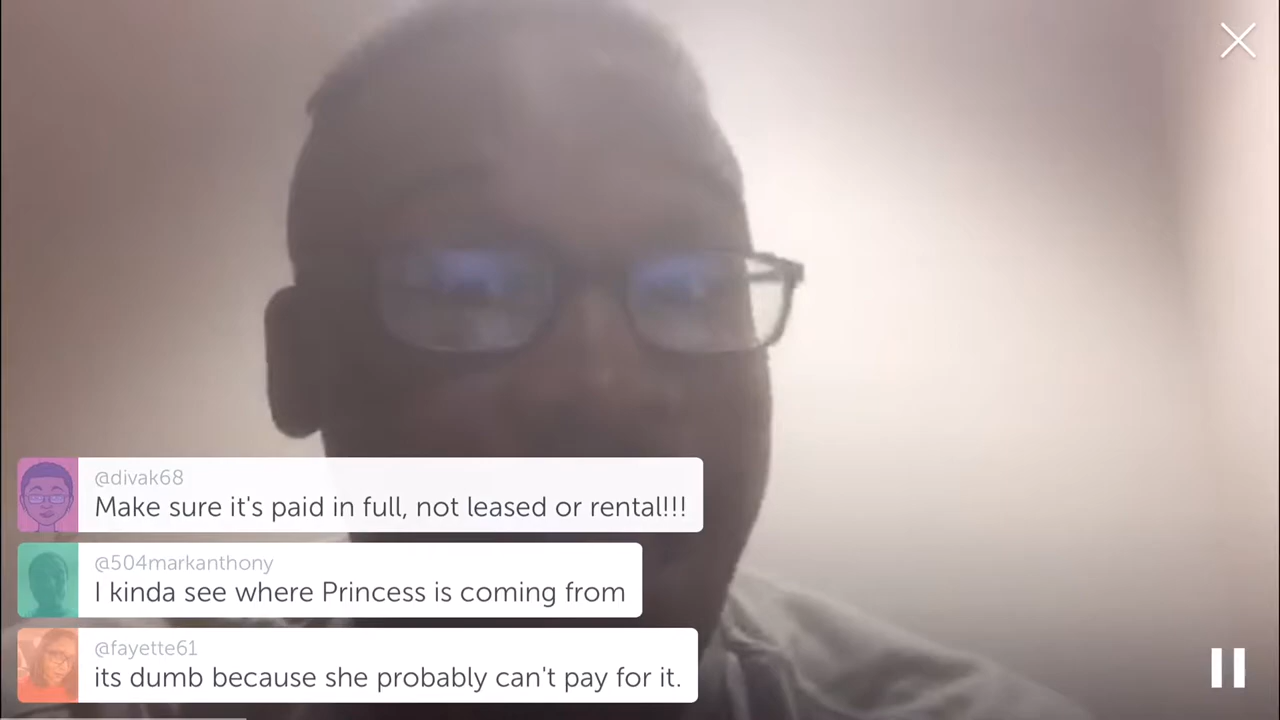 @divak68
Make sure it's paid in full, not leased or rental!!!
@504markanthony
I kinda see where Princess is coming from
@fayette61
its dumb because she probably can't pay for it.